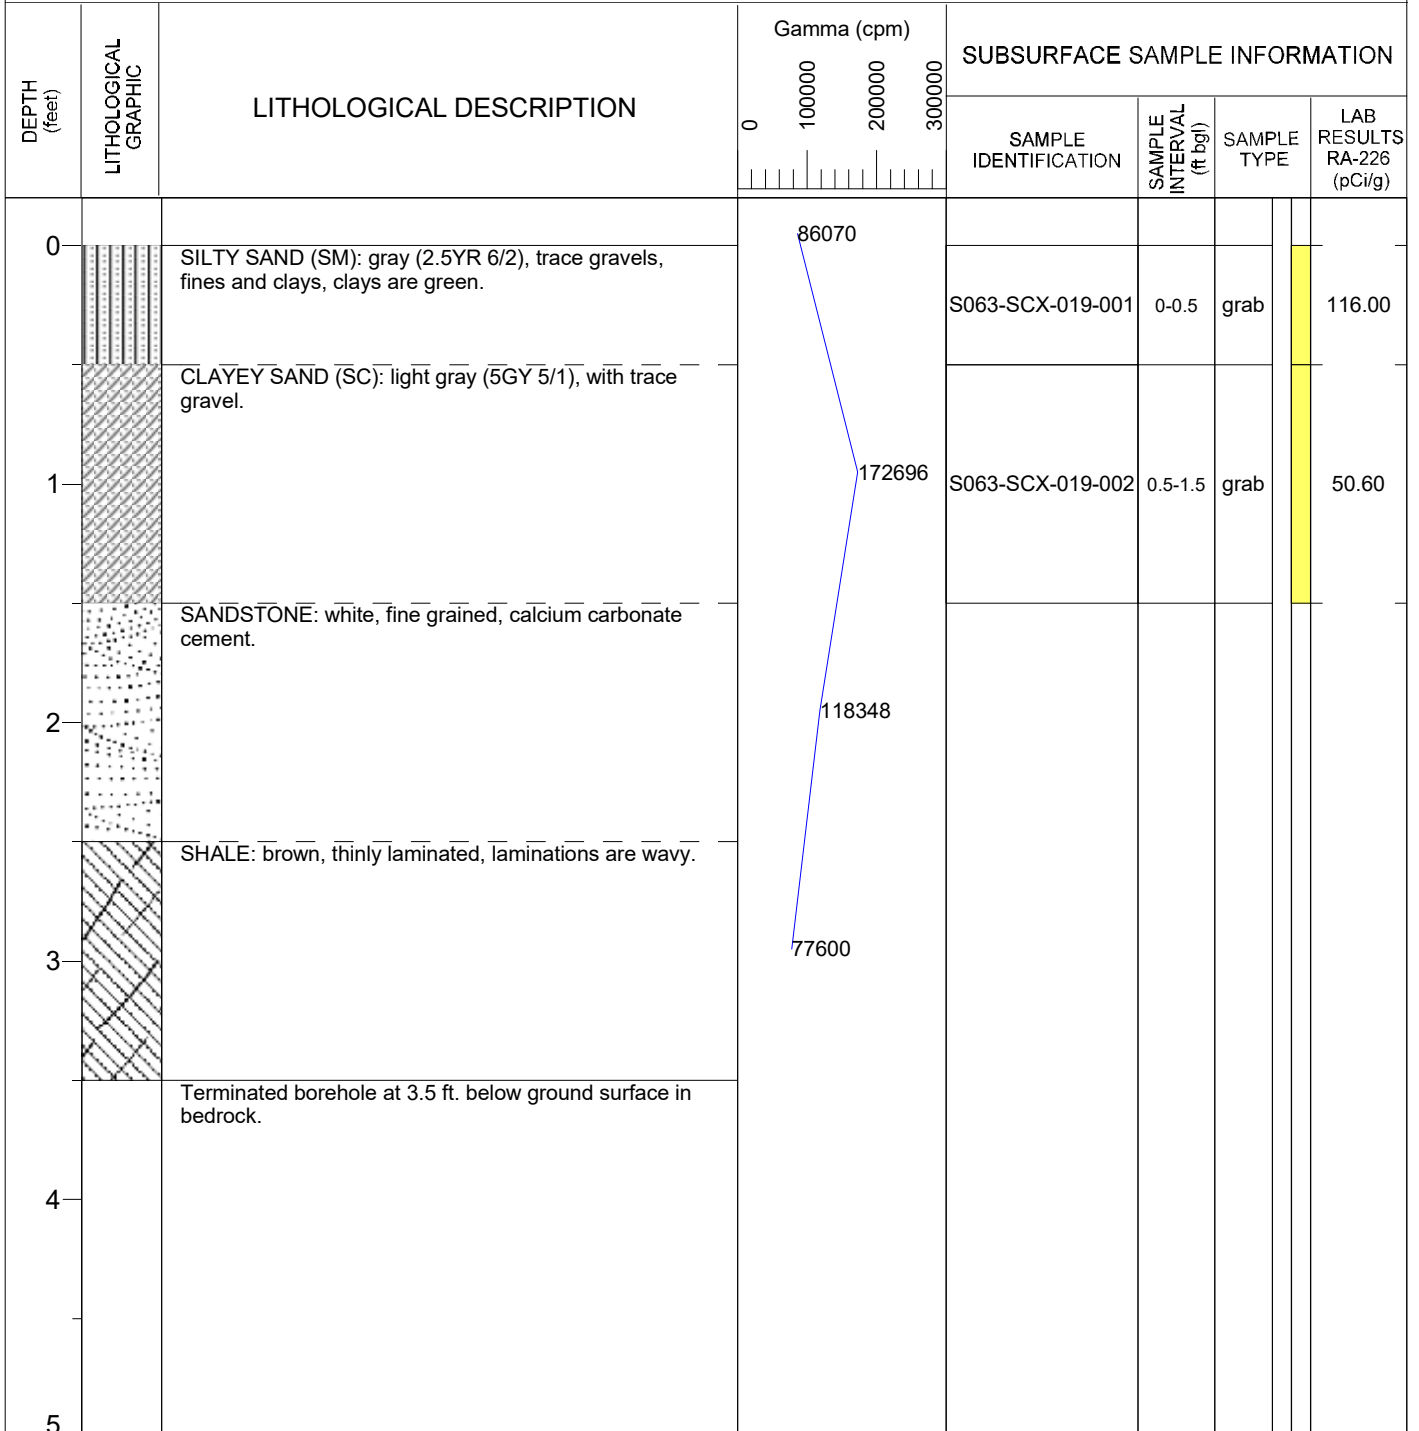 DEPTH
(feet)
LITHOLOGICAL
GRAPHIC
LITHOLOGICAL DESCRIPTION
Gamma (cpm)
0
100000
200000
300000
SUBSURFACE SAMPLE INFORMATION
SAMPLE
IDENTIFICATION
SAMPLE
INTERVAL
(ft bgl)
SAMPLE
TYPE
LAB
RESULTS
RA-226
(pCi/g)
0
SILTY SAND (SM): gray (2.5YR 6/2), trace gravels,
fines and clays, clays are green.
86070
S063-SCX-019-001
0-0.5
grab
116.00
CLAYEY SAND (SC): light gray (5GY 5/1), with trace
gravel.
1
172696
S063-SCX-019-002
0.5-1.5
grab
50.60
SANDSTONE: white, fine grained, calcium carbonate
cement.
2
118348
SHALE: brown, thinly laminated, laminations are wavy.
3
77600
Terminated borehole at 3.5 ft. below ground surface in
bedrock.
4
5